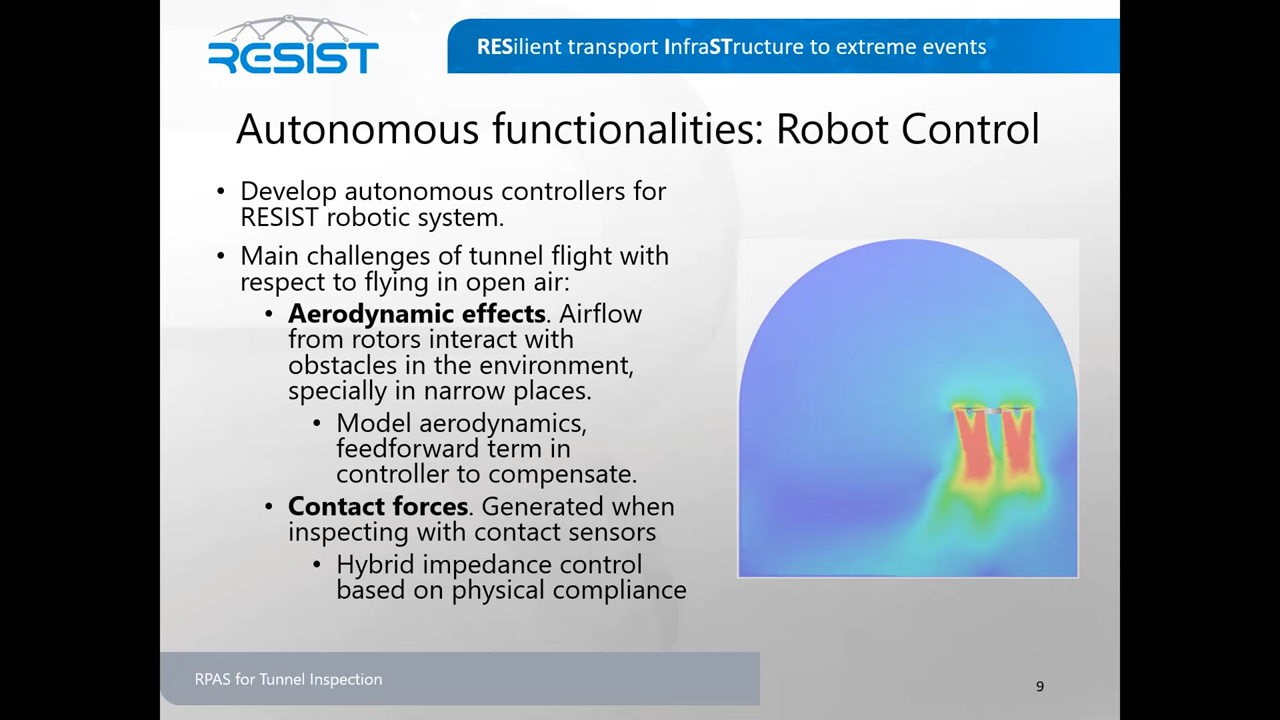 RESIST
RESilient transport InfraSTructure to extreme events
Autonomous functionalities: Robot Control
• Develop autonomous controllers for
RESIST robotic system.
• Main challenges of tunnel flight with
respect to flying in open air:
• Aerodynamic effects. Airflow
from rotors interact with
obstacles in the environment,
specially in narrow places.
• Model aerodynamics,
feedforward term in
controller to compensate.
• Contact forces. Generated when
inspecting with contact sensors
• Hybrid impedance control
based on physical compliance
RPAS for Tunnel Inspection
9